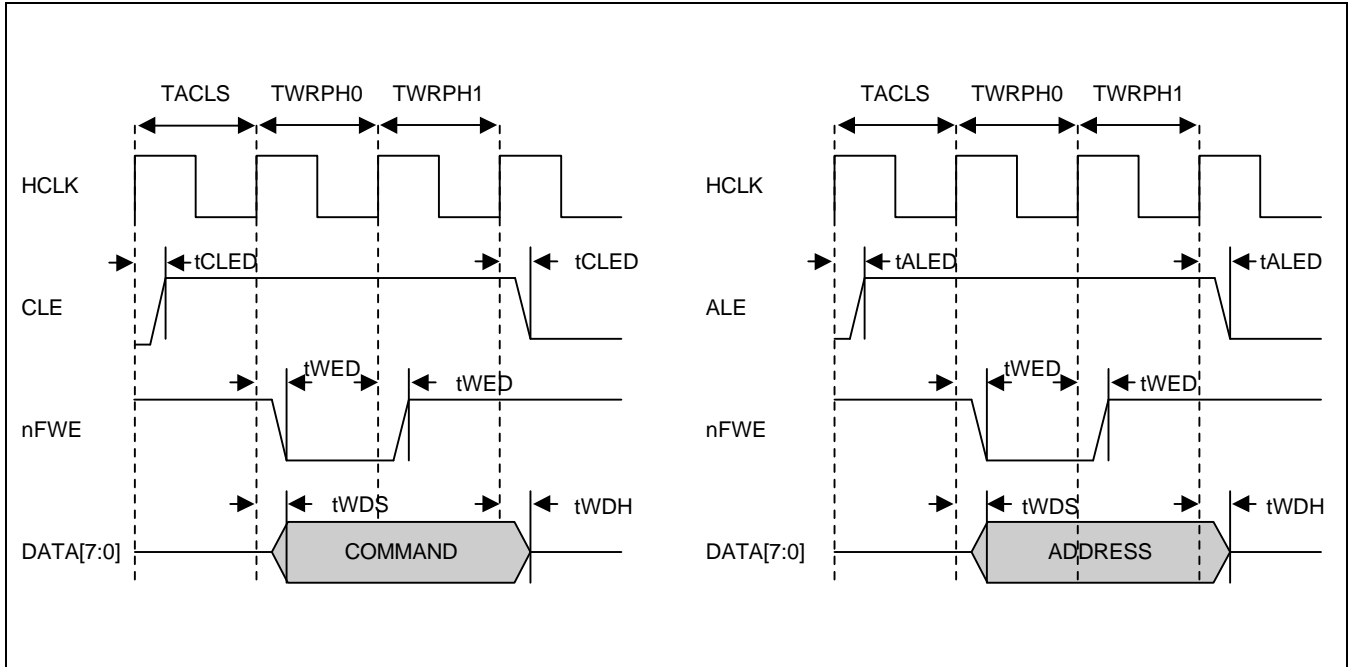 TACLS TWRPH0 TWRPH1
HCLK
tCLED tCLED
CLE
tWED tWED
nFWE
tWDS tWDH
DATA[7:0] COMMAND
TACLS TWRPH0 TWRPH1
HCLK
tALED tALED
ALE
tWED tWED
nFWE
tWDS tWDH
DATA[7:0] ADDRESS